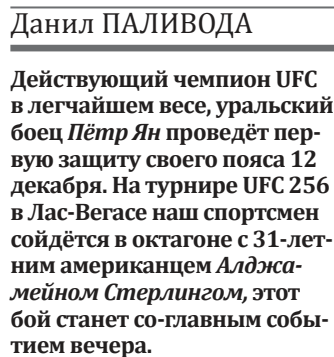 Данил ПАЛИВОДА
Действующий чемпион UFC
в легчайшем весе, уральский
боец Пётр Ян проведёт пер-
вую защиту своего пояса 12
декабря. На турнире UFC 256
в Лас-Вегасе наш спортсмен
сойдётся в октагоне с 31-лет-
ним американцем Алджа-
мейном Стерлингом, этот
бой станет со-главным собы-
тием вечера.